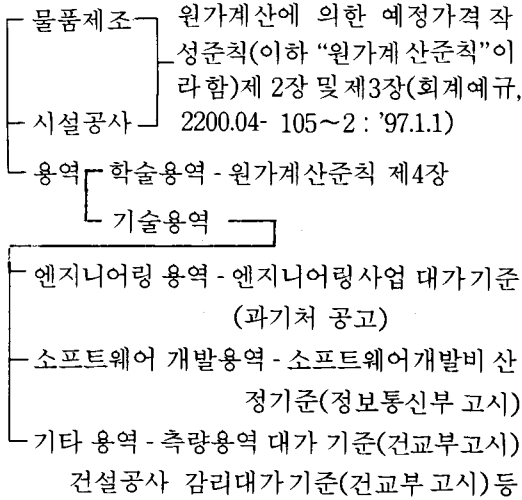 물품제조 원가계산에 의한 예정가격 작
성준칙(이하 “원가계산준칙”이
라함)제 2장 및 제3장(회계예규,
시설공사 2200.04- 105～2 : '97.1.1)
용역 학술용역 - 원가계산준칙 제4장
기술용역
엔지니어링 용역 - 엔지니어링사업 대가기준
(과기처 공고)
소프트웨어 개발용역 - 소프트웨어개발비 산
정기준(정보통신부 고시)
기타 용역 - 측량용역 대가 기준(건교부고시)
건설공사 감리대가기준(건교부 고시) 등